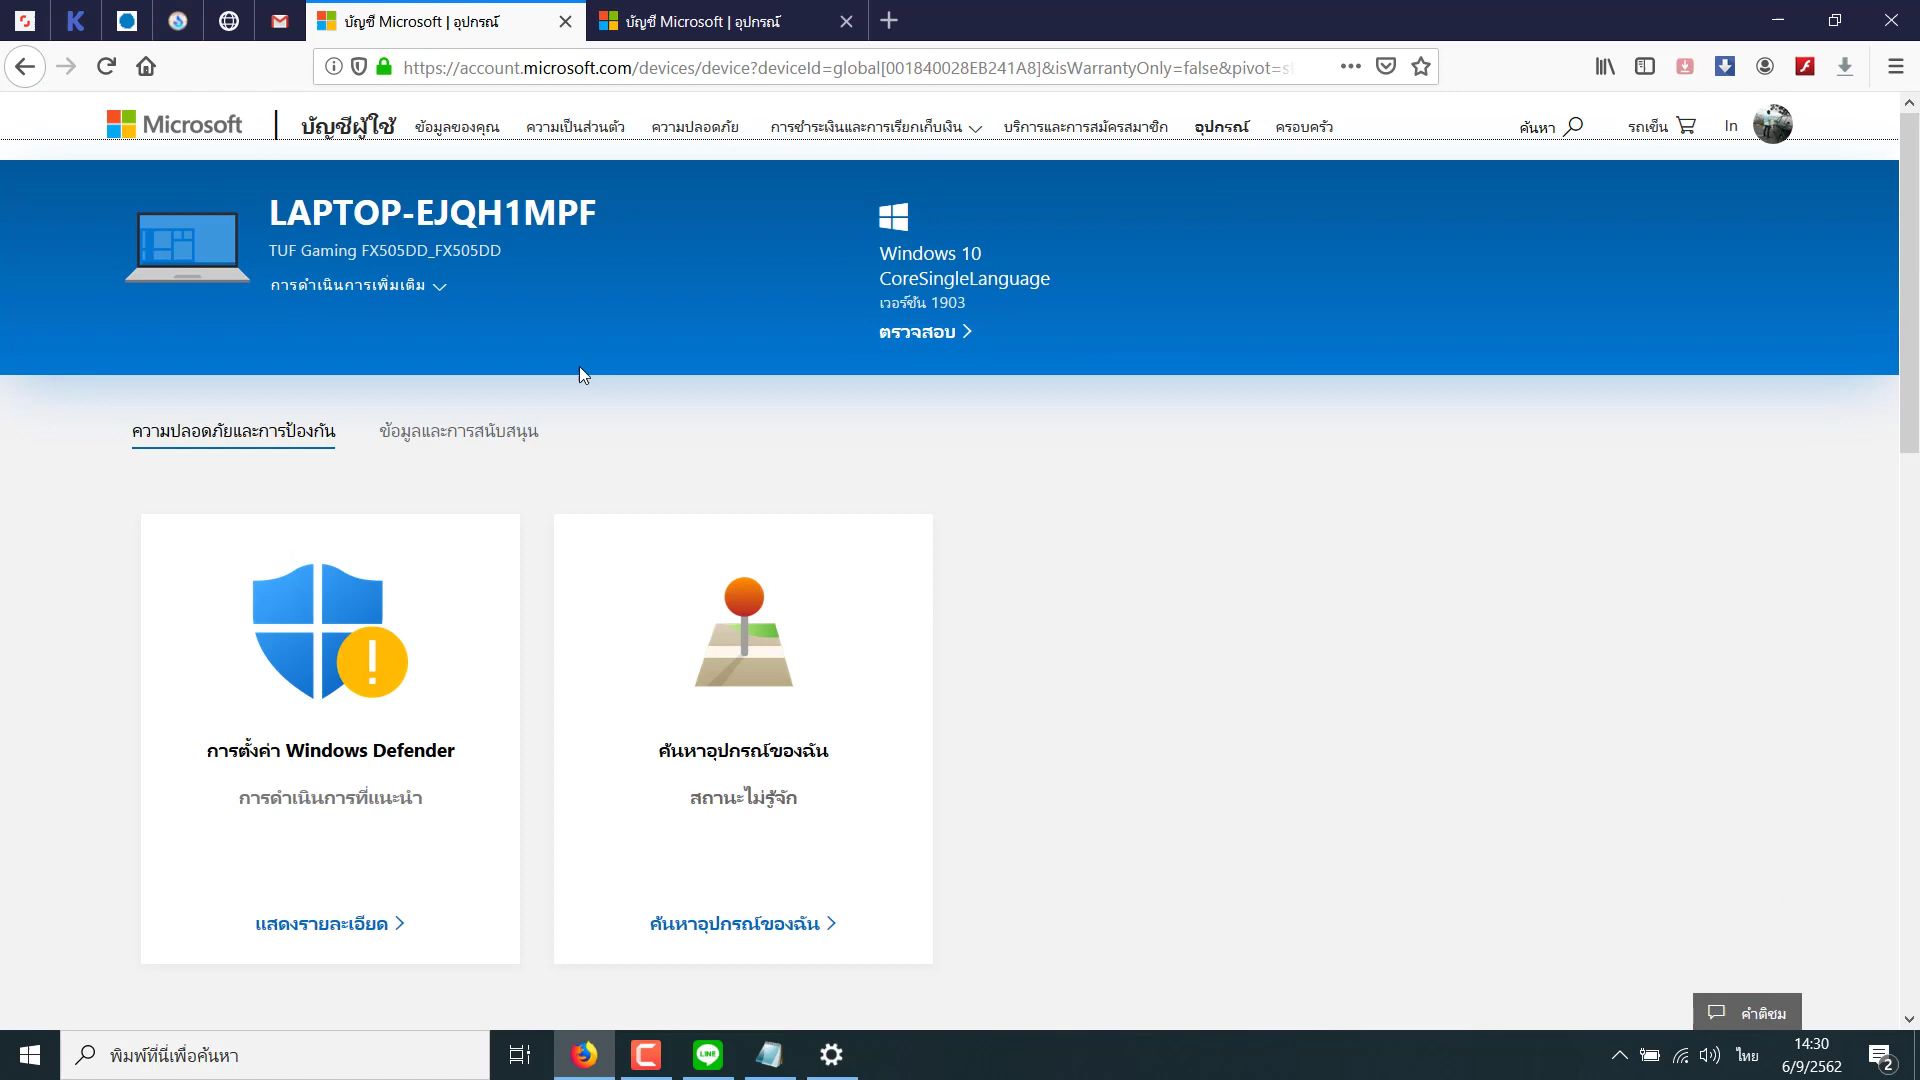 บัญชี Microsoft | อุปกรณ์
บัญชี Microsoft | อุปกรณ์
https://account.microsoft.com/devices/device?deviceId=global[001840028EB241A8]&isWarrantyOnly=false&pivot=
Microsoft
บัญชีผู้ใช้
ข้อมูลของคุณ
ความเป็นส่วนตัว
ความปลอดภัย
การชำระเงินและการเรียกเก็บเงิน
บริการและการสมัครสมาชิก
อุปกรณ์
ครอบครัว
ค้นหา
รถเข็น
In
LAPTOP-EJQH1MPF
TUF Gaming FX505DD_FX505DD
การดำเนินการเพิ่มเติม
Windows 10
CoreSingleLanguage
เวอร์ชัน 1903
ตรวจสอบ
ความปลอดภัยและการป้องกัน
ข้อมูลและการสนับสนุน
การตั้งค่า Windows Defender
การดำเนินการที่แนะนำ
แสดงรายละเอียด
ค้นหาอุปกรณ์ของฉัน
สถานะไม่รู้จัก
ค้นหาอุปกรณ์ของฉัน
คำติชม
พิมพ์ที่นี่เพื่อค้นหา
LINE
ไทย
14:30
6/9/2562
2